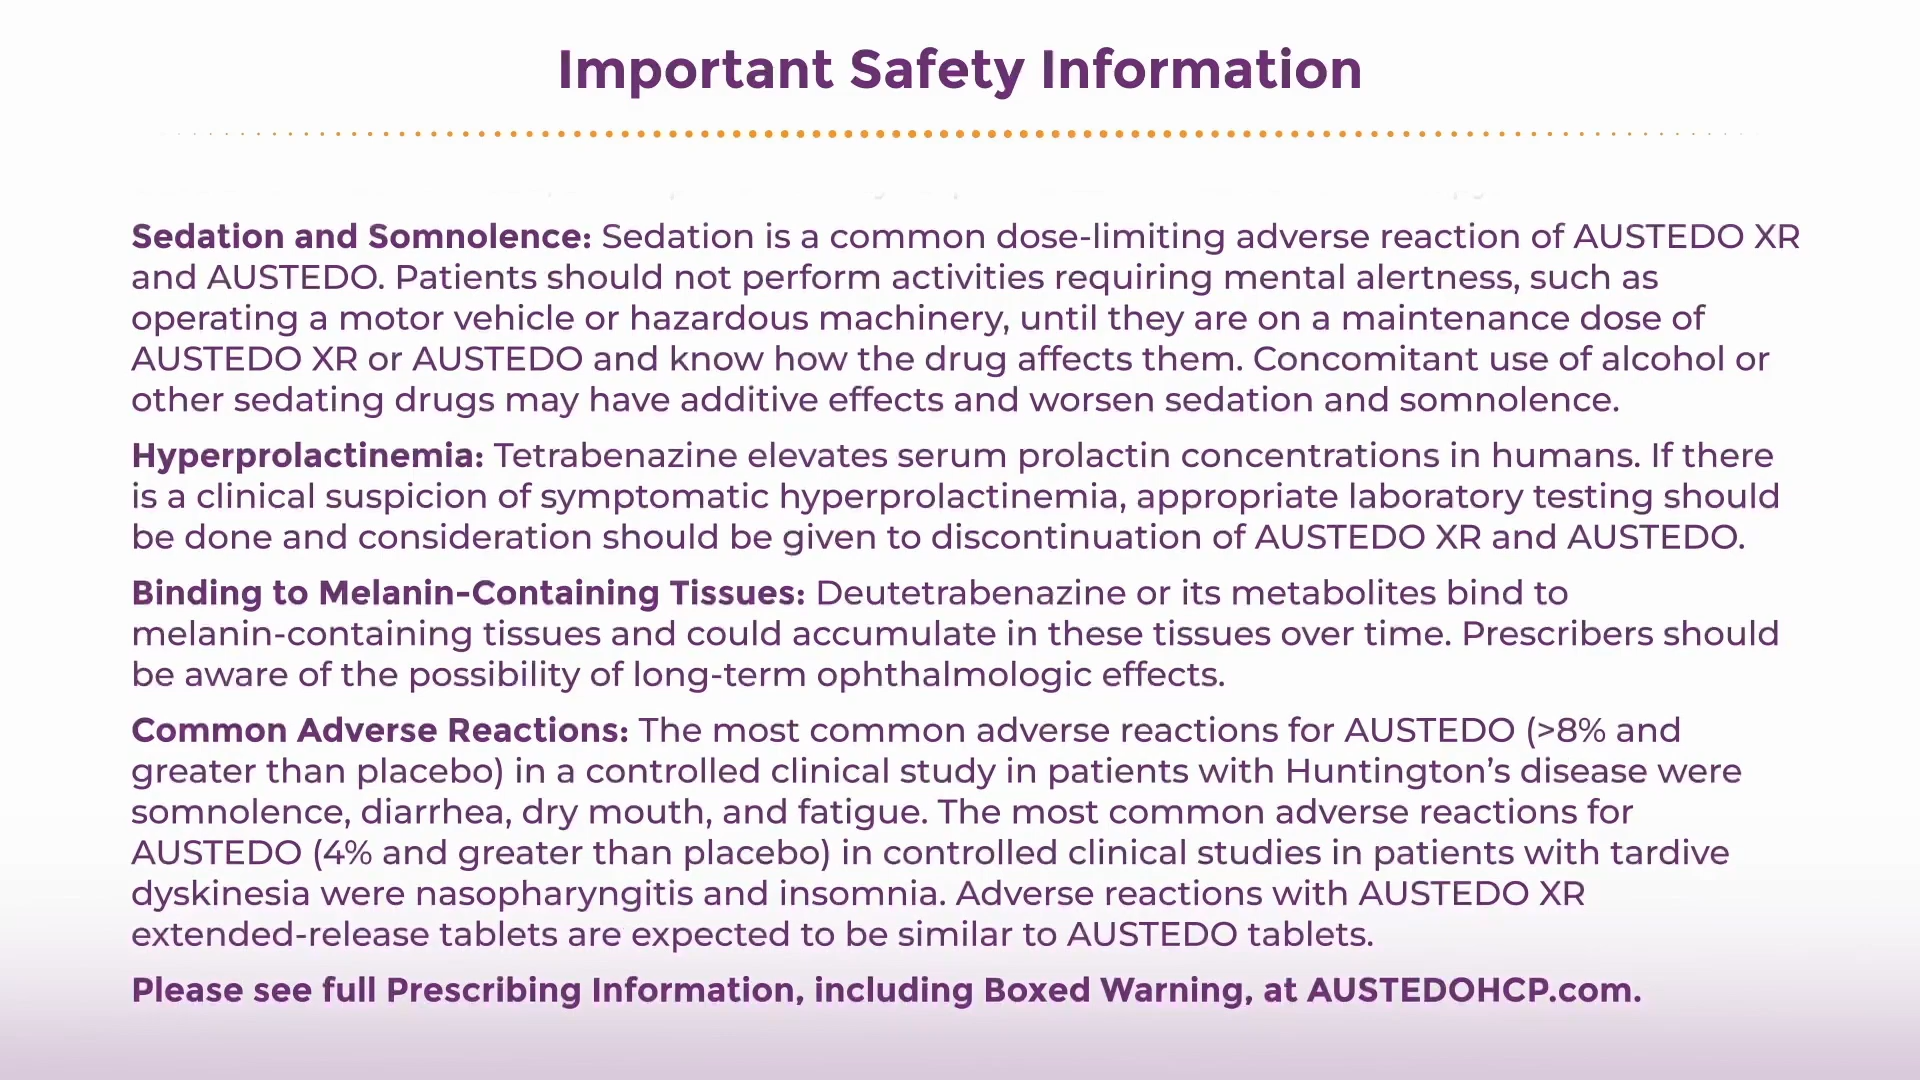 Important Safety Information
Sedation and Somnolence: Sedation is a common dose-limiting adverse reaction of AUSTEDO XR
and AUSTEDO. Patients should not perform activities requiring mental alertness, such as
operating a motor vehicle or hazardous machinery, until they are on a maintenance dose of
AUSTEDO XR or AUSTEDO and know how the drug affects them. Concomitant use of alcohol or
other sedating drugs may have additive effects and worsen sedation and somnolence.
Hyperprolactinemia: Tetrabenazine elevates serum prolactin concentrations in humans. If there
is a clinical suspicion of symptomatic hyperprolactinemia, appropriate laboratory testing should
be done and consideration should be given to discontinuation of AUSTEDO XR and AUSTEDO.
Binding to Melanin-Containing Tissues: Deutetrabenazine or its metabolites bind to
melanin-containing tissues and could accumulate in these tissues over time. Prescribers should
be aware of the possibility of long-term ophthalmologic effects.
Common Adverse Reactions: The most common adverse reactions for AUSTEDO (>8% and
greater than placebo) in a controlled clinical study in patients with Huntington’s disease were
somnolence, diarrhea, dry mouth, and fatigue. The most common adverse reactions for
AUSTEDO (4% and greater than placebo) in controlled clinical studies in patients with tardive
dyskinesia were nasopharyngitis and insomnia. Adverse reactions with AUSTEDO XR
extended-release tablets are expected to be similar to AUSTEDO tablets.
Please see full Prescribing Information, including Boxed Warning, at AUSTEDOHCP.com.